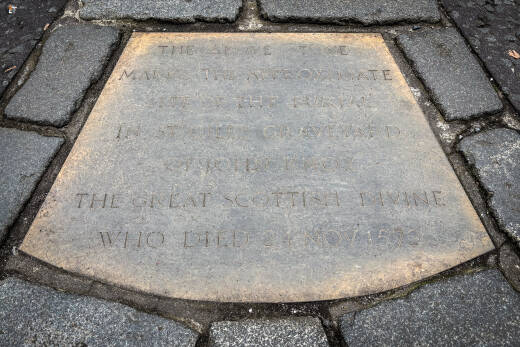 THE ABOVE STONE
MARKS THE APPROXIMATE
SITE OF THE BURIAL
IN ST GILES GRAVEYARD
OF JOHN KNOX
THE GREAT SCOTTISH DIVINE
WHO DIED 24 NOV 1572